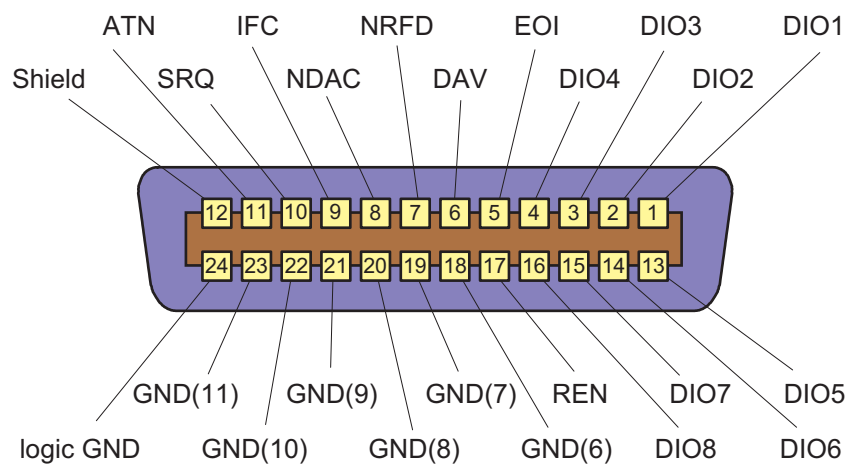 ATN IFC NRFD EOI DIO3 DIO1
Shield SRQ NDAC DAV DIO4 DIO2
12 11 10 9 8 7 6 5 4 3 2 1
24 23 22 21 20 19 18 17 16 15 14 13
GND(11) GND(9) GND(7) REN DIO7 DIO5
logic GND GND(10) GND(8) GND(6) DIO8 DIO6